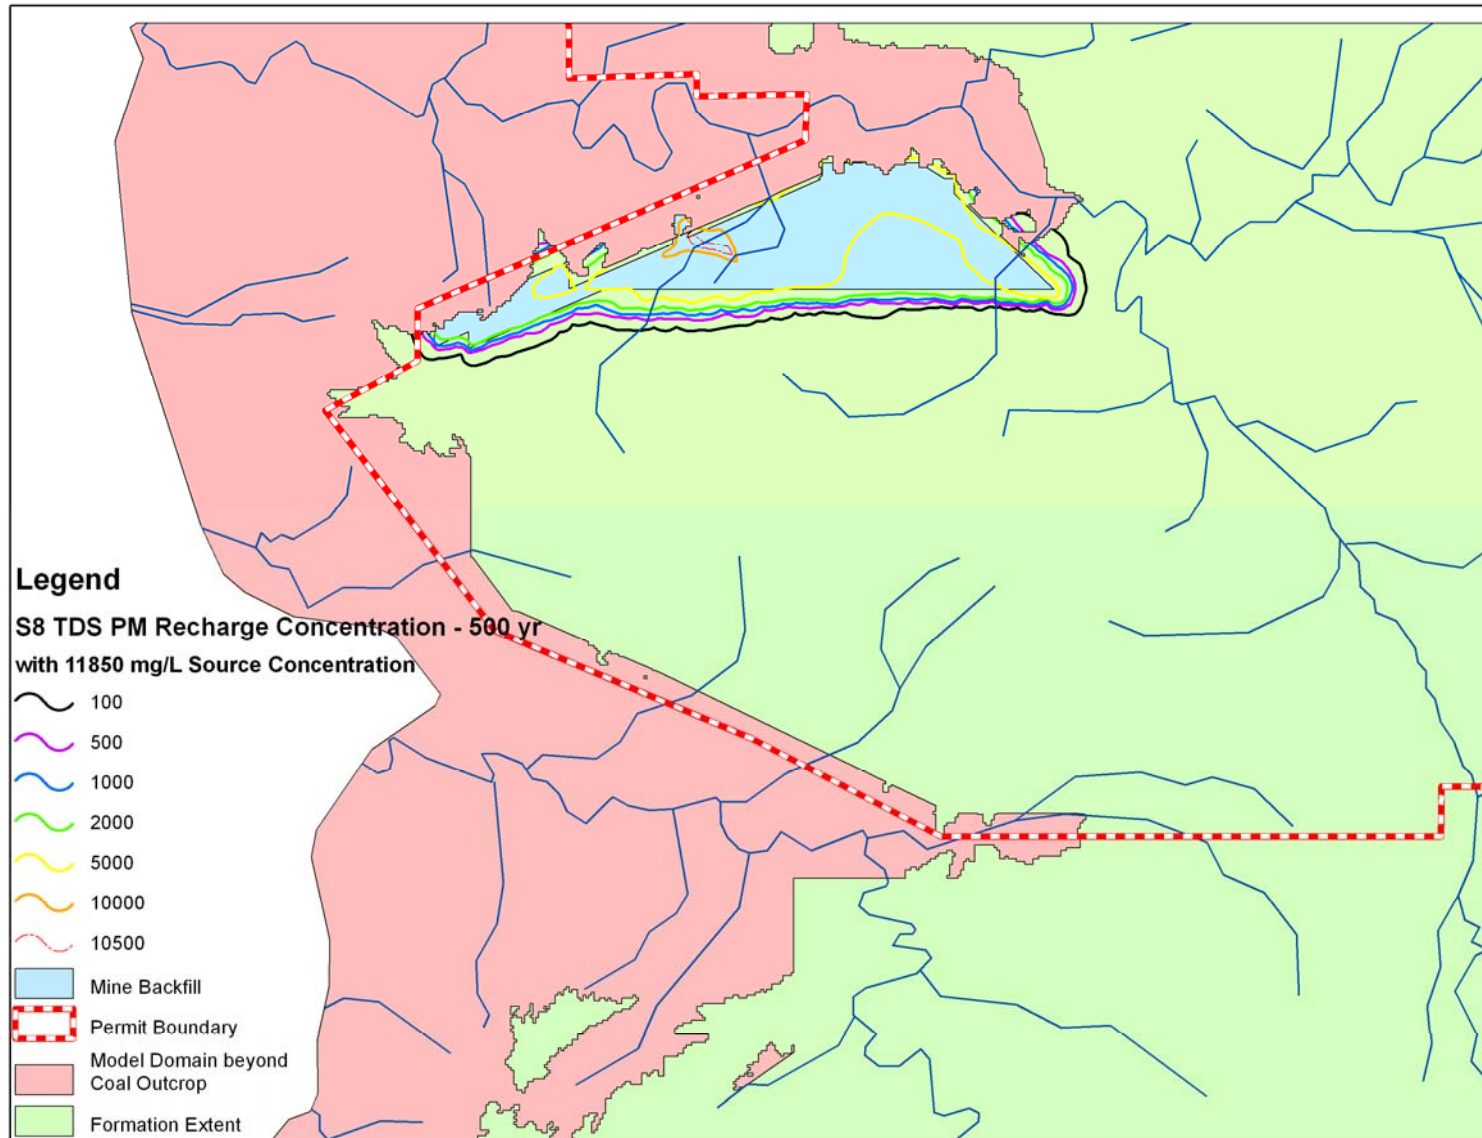 Legend
S8 TDS PM Recharge Concentration - 500 yr
with 11850 mg/L Source Concentration
100
500
1000
2000
5000
10000
10500
Mine Backfill
Permit Boundary
Model Domain beyond
Coal Outcrop
Formation Extent